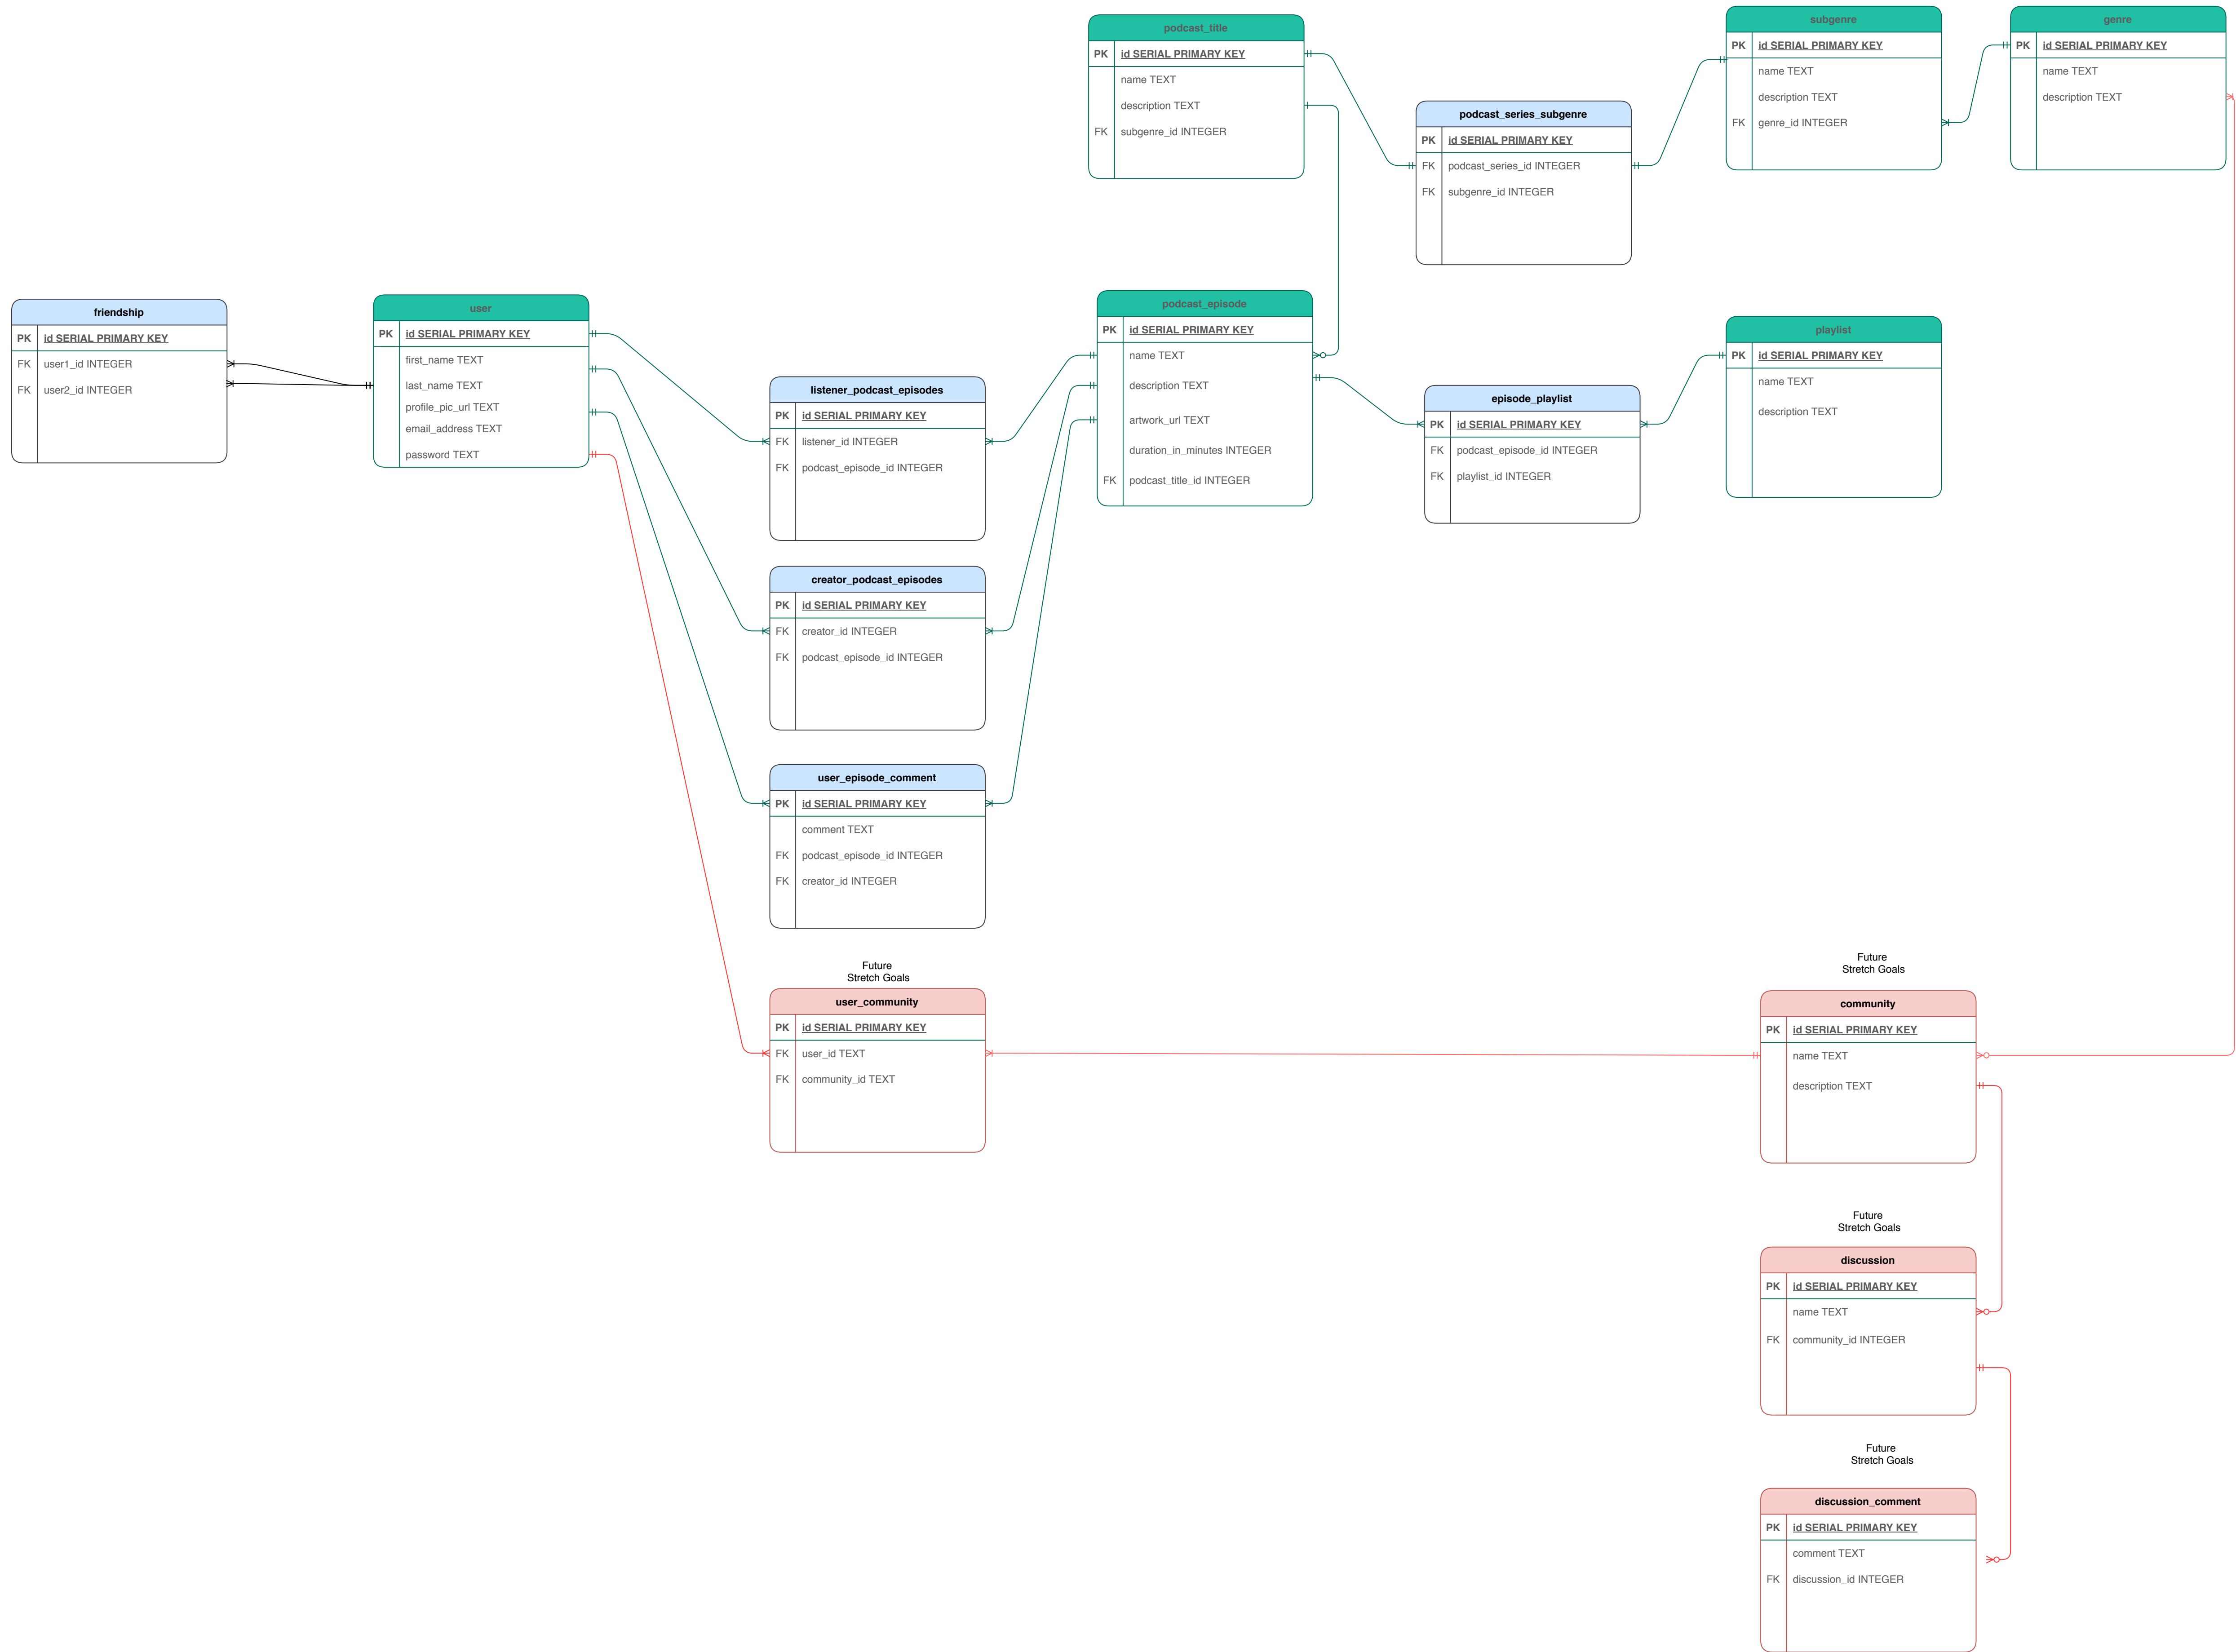 podcast_title
PK id SERIAL PRIMARY KEY
name TEXT
description TEXT
FK subgenre_id INTEGER
subgenre
PK id SERIAL PRIMARY KEY
name TEXT
description TEXT
FK genre_id INTEGER
genre
PK id SERIAL PRIMARY KEY
name TEXT
description TEXT
podcast_series_subgenre
PK id SERIAL PRIMARY KEY
FK podcast_series_id INTEGER
FK subgenre_id INTEGER
friendship
PK id SERIAL PRIMARY KEY
FK user1_id INTEGER
FK user2_id INTEGER
user
PK id SERIAL PRIMARY KEY
first_name TEXT
last_name TEXT
profile_pic_url TEXT
email_address TEXT
password TEXT
listener_podcast_episodes
PK id SERIAL PRIMARY KEY
FK listener_id INTEGER
FK podcast_episode_id INTEGER
podcast_episode
PK id SERIAL PRIMARY KEY
name TEXT
description TEXT
artwork_url TEXT
duration_in_minutes INTEGER
FK podcast_title_id INTEGER
episode_playlist
PK id SERIAL PRIMARY KEY
FK podcast_episode_id INTEGER
FK playlist_id INTEGER
playlist
PK id SERIAL PRIMARY KEY
name TEXT
description TEXT
creator_podcast_episodes
PK id SERIAL PRIMARY KEY
FK creator_id INTEGER
FK podcast_episode_id INTEGER
user_episode_comment
PK id SERIAL PRIMARY KEY
comment TEXT
FK podcast_episode_id INTEGER
FK creator_id INTEGER
Future
Stretch Goals
user_community
PK id SERIAL PRIMARY KEY
FK user_id TEXT
FK community_id TEXT
Future
Stretch Goals
community
PK id SERIAL PRIMARY KEY
name TEXT
description TEXT
Future
Stretch Goals
discussion
PK id SERIAL PRIMARY KEY
name TEXT
FK community_id INTEGER
Future
Stretch Goals
discussion_comment
PK id SERIAL PRIMARY KEY
comment TEXT
FK discussion_id INTEGER